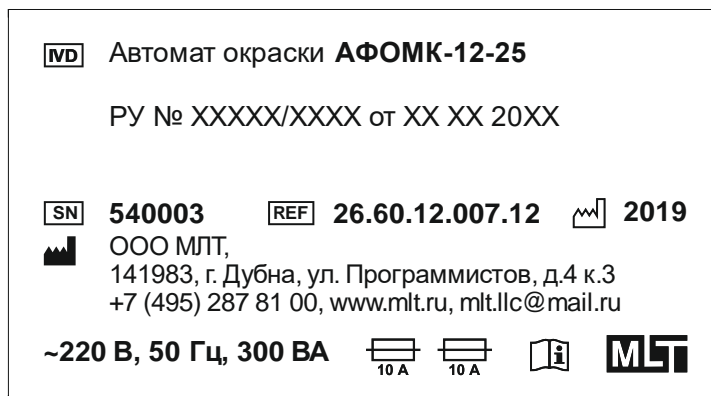 IVD Автомат окраски АФОМК-12-25
РУ № XXXXX/XXXX от XX XX 20XX
SN 540003 REF 26.60.12.007.12 2019
ООО МЛТ,
141983, г. Дубна, ул. Программистов, д.4 к.3
+7 (495) 287 81 00, www.mlt.ru, mlt.llc@mail.ru
~220 В, 50 Гц, 300 ВА 10 А 10 А i MLT